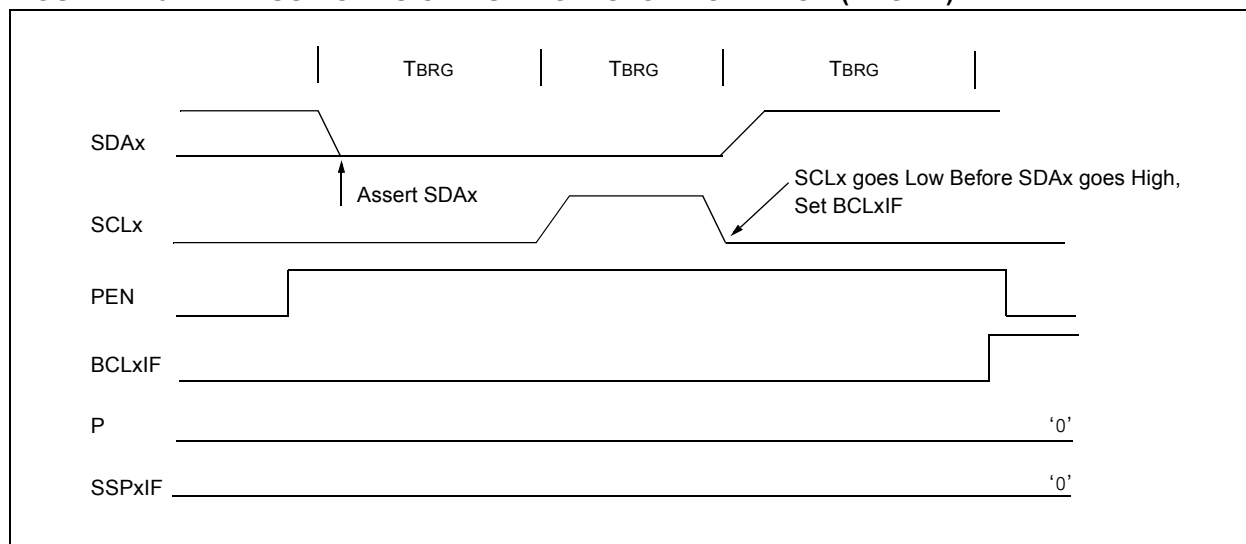 TBRG TBRG TBRG
SDAx
Assert SDAx
SCLx goes Low Before SDAx goes High,
Set BCLxIF
SCLx
PEN
BCLxIF
P ‘0’
SSPxIF ‘0’